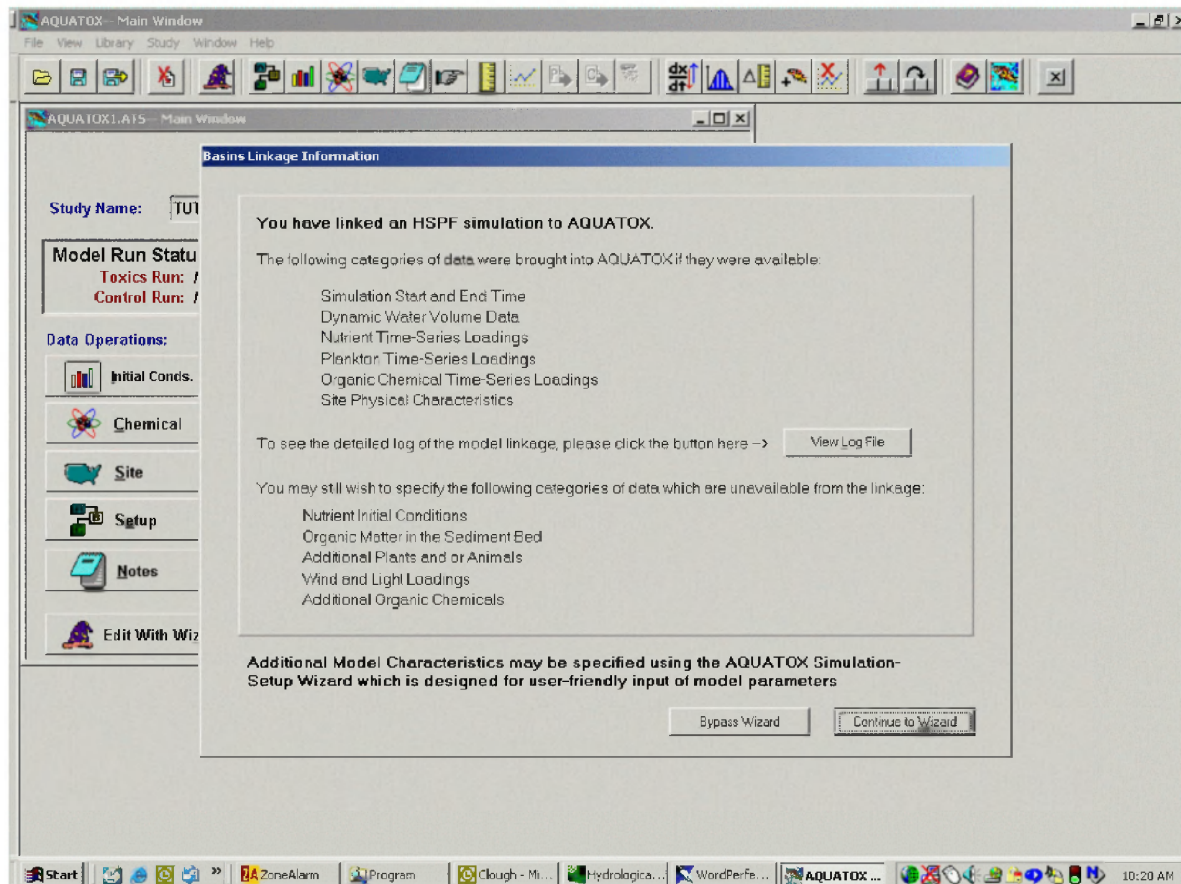 AQUATOX-- Main Window
File View Library Study Window Help
AQUATOX1.APS-- Main Window
Basins Linkage Information
Study Name: TUT
Model Run Statu
Toxics Run:
Control Run:
Data Operations:
Initial Conds.
Chemical
Site
Setup
Notes
Edit With Wiz
You have linked an HSPF simulation to AQUATOX.
The following categories of data were brought into AQUATOX if they were available:
Simulation Start and End Time
Dynamic Water Volume Data
Nutrient Time-Series Loadings
Plankton Time-Series Loadings
Organic Chemical Time-Series Loadings
Site Physical Characteristics
To see the detailed log of the model linkage, please click the button here -->
View Log File
You may still wish to specify the following categories of data which are unavailable from the linkage:
Nutrient Initial Conditions
Organic Matter in the Sediment Bed
Additional Plants and or Animals
Wind and Light Loadings
Additional Organic Chemicals
Additional Model Characteristics may be specified using the AQUATOX Simulation-
Setup Wizard which is designed for user-friendly input of model parameters
Bypass Wizard
Continue to Wizard
Start » ZoneAlarm Program Clough - Mi... Hydrologica... WordPerfe... AQUATOX ... 10:20 AM